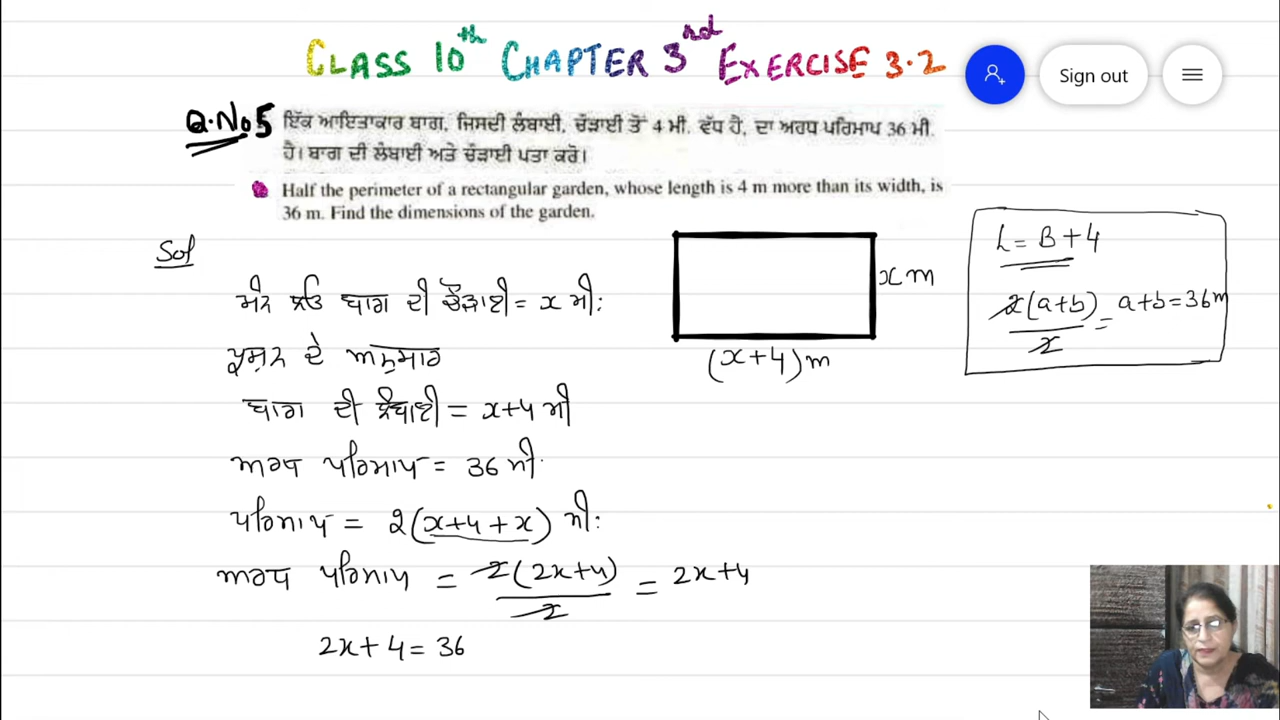 CLASS 10th CHAPTER 3rd EXERCISE 3.2
Sign out
Q.No 5 ਇੱਕ ਆਇਤਾਕਾਰ ਬਾਗ, ਜਿਸਦੀ ਲੰਬਾਈ, ਚੌੜਾਈ ਤੋਂ 4 ਮੀ. ਵੱਧ ਹੈ, ਦਾ ਅਰਧ ਪਰਿਮਾਪ 36 ਮੀ.
ਹੈ। ਬਾਗ ਦੀ ਲੰਬਾਈ ਅਤੇ ਚੌੜਾਈ ਪਤਾ ਕਰੋ।
Half the perimeter of a rectangular garden, whose length is 4 m more than its width, is
36 m. Find the dimensions of the garden.
Sol
ਮੰਨ ਲਓ ਬਾਗ ਦੀ ਚੌੜਾਈ = x ਮੀ:
ਪ੍ਰਸ਼ਨ ਦੇ ਅਨੁਸਾਰ
ਬਾਗ ਦੀ ਲੰਬਾਈ = x+4 ਮੀ
ਅਰਧ ਪਰਿਮਾਪ = 36 ਮੀ.
ਪਰਿਮਾਪ = 2(x+4+x) ਮੀ:
ਅਰਧ ਪਰਿਮਾਪ = 2(2x+4)/2 = 2x+4
2x+4=36
x m
(x+4)m
L = B+4
2(a+b)/2 = a+b=36m